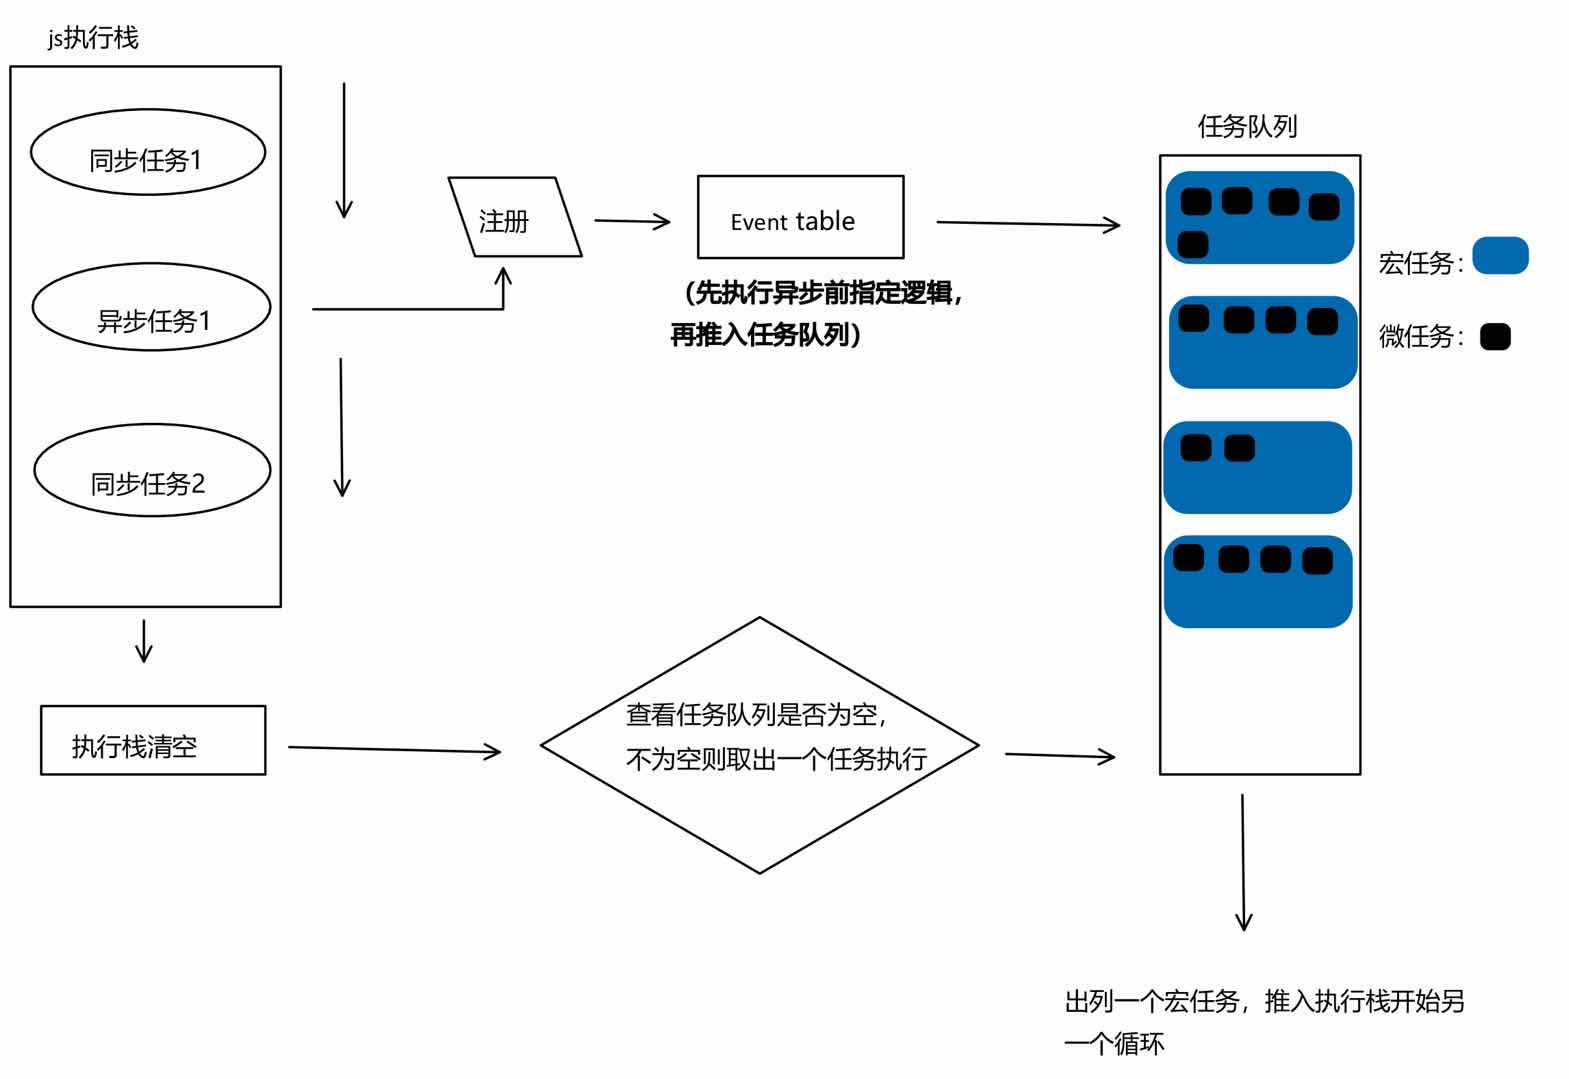 js执行栈
同步任务1
异步任务1
同步任务2
注册
Event table
（先执行异步前指定逻辑，
再推入任务队列）
任务队列
宏任务：
微任务：
执行栈清空
查看任务队列是否为空，
不为空则取出一个任务执行
出列一个宏任务，推入执行栈开始另
一个循环